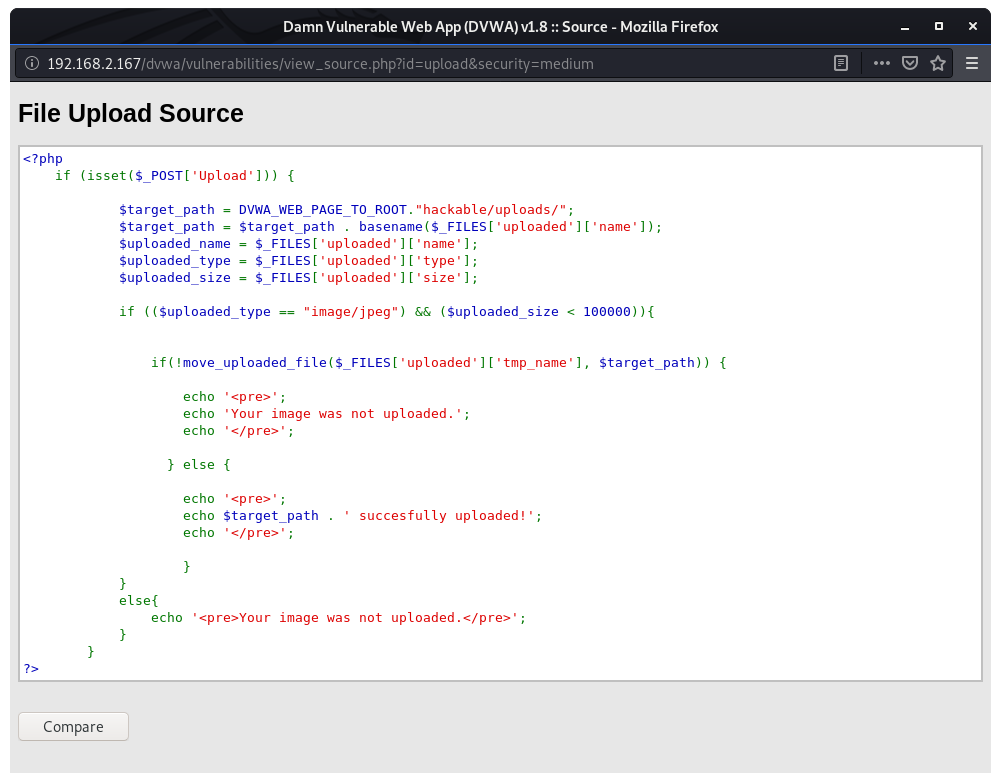 Damn Vulnerable Web App (DVWA) v1.8 :: Source - Mozilla Firefox
192.168.2.167/dvwa/vulnerabilities/view_source.php?id=upload&security=medium
File Upload Source
<?php
    if (isset($_POST['Upload'])) {
            $target_path = DVWA_WEB_PAGE_TO_ROOT."hackable/uploads/";
            $target_path = $target_path . basename($_FILES['uploaded']['name']);
            $uploaded_name = $_FILES['uploaded']['name'];
            $uploaded_type = $_FILES['uploaded']['type'];
            $uploaded_size = $_FILES['uploaded']['size'];
            if (($uploaded_type == "image/jpeg") && ($uploaded_size < 100000)){
                if(!move_uploaded_file($_FILES['uploaded']['tmp_name'], $target_path)) {
                    echo '<pre>';
                    echo 'Your image was not uploaded.';
                    echo '</pre>';
                  } else {
                    echo '<pre>';
                    echo $target_path . ' succesfully uploaded!';
                    echo '</pre>';
                    }
            }
            else{
                echo '<pre>Your image was not uploaded.</pre>';
            }
        }
?>
Compare